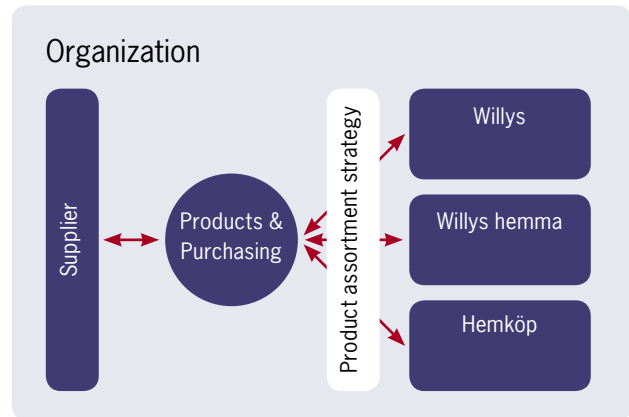 Organization
Supplier
Products &
Purchasing
Product assortment strategy
Willys
Willys hemma
Hemköp